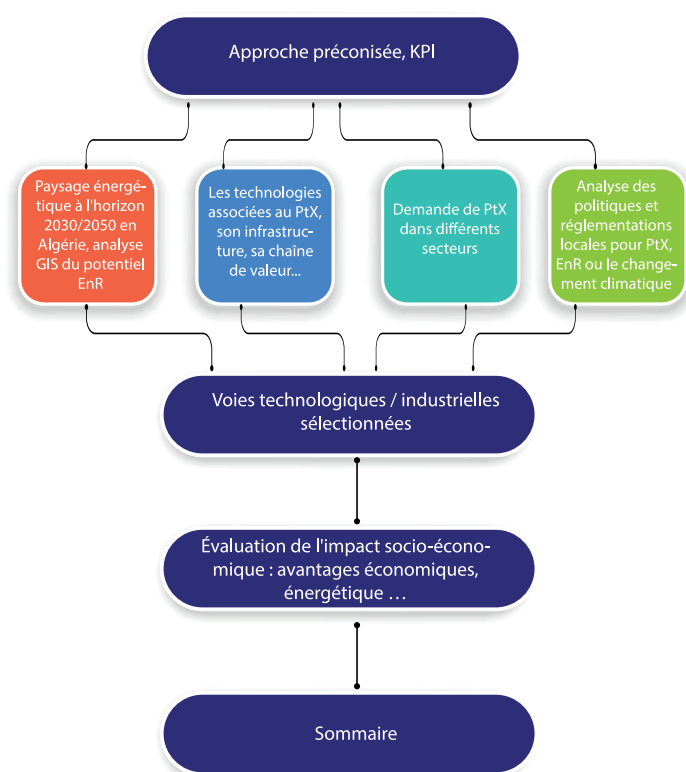 Approche préconisée, KPI
Paysage énergé-
tique à l'horizon
2030/2050 en
Algérie, analyse
GIS du potentiel
EnR
Les technologies
associées au PtX,
son infrastruc-
ture, sa chaîne
de valeur...
Demande de PtX
dans différents
secteurs
Analyse des
politiques et
réglementations
locales pour PtX,
EnR ou le change-
ment climatique
Voies technologiques / industrielles
sélectionnées
Évaluation de l'impact socio-écono-
mique : avantages économiques,
énergétique …
Sommaire